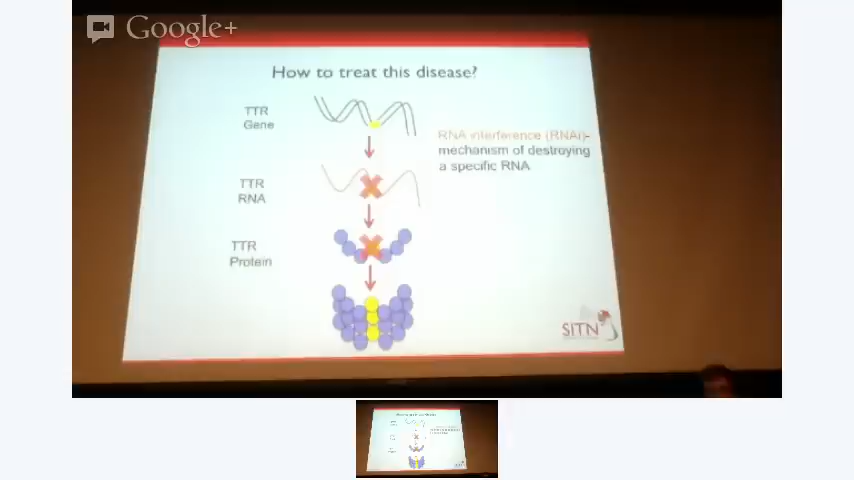 Google+
How to treat this disease?
TTR
Gene
RNA interference (RNAi)-
mechanism of destroying
a specific RNA
TTR
RNA
TTR
Protein
SITN